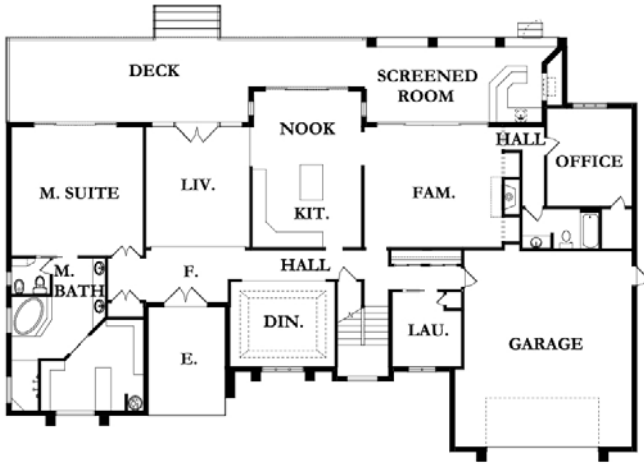 DECK
SCREENED
ROOM
NOOK
HALL
OFFICE
M. SUITE
LIV.
FAM.
KIT.
M.
BATH
F.
HALL
DIN.
LAU.
E.
GARAGE